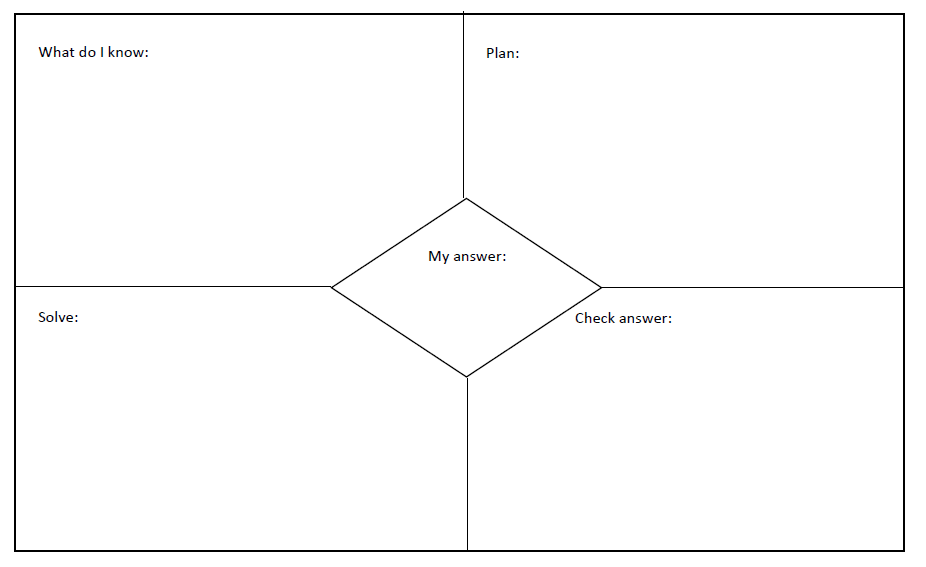 What do I know:
Plan:
My answer:
Solve:
Check answer: